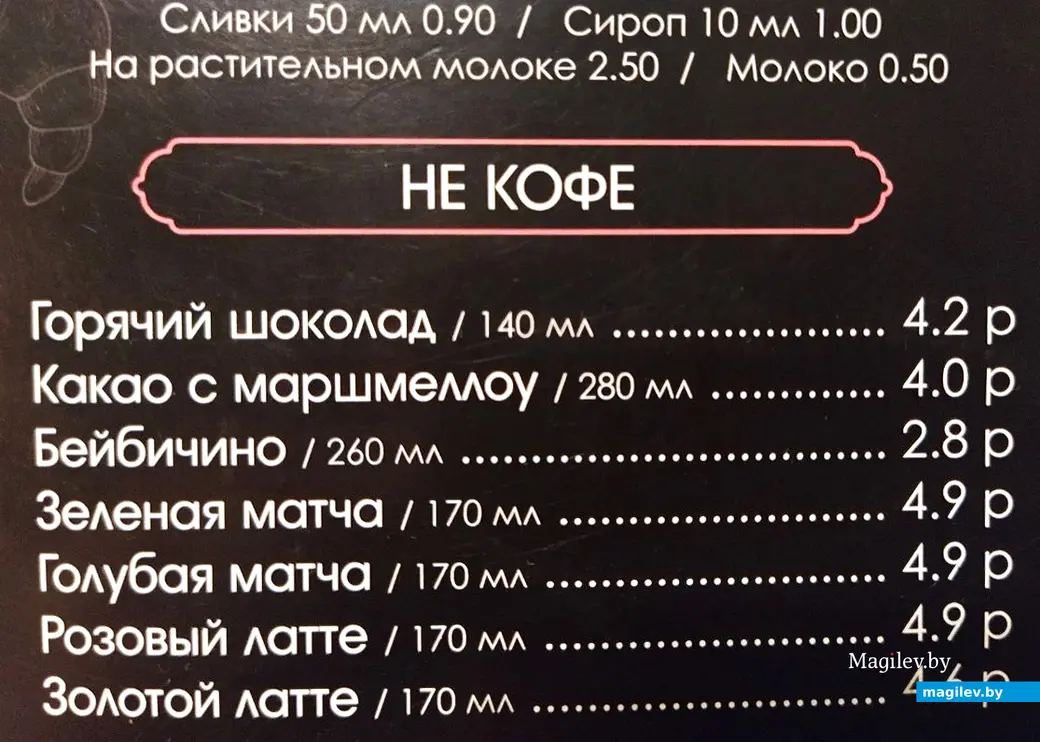 Сливки 50 мл 0.90 / Сироп 10 мл 1.00
На растительном молоке 2.50 / Молоко 0.50
НЕ КОФЕ
Горячий шоколад / 140 мл ..................... 4.2 р
Какао с маршмеллоу / 280 мл .............. 4.0 р
Бейбичино / 260 мл .................................. 2.8 р
Зеленая матча / 170 мл .......................... 4.9 р
Голубая матча / 170 мл ........................... 4.9 р
Розовый латте / 170 мл ........................... 4.9 р
Magilev.by
Золотой латте / 170 мл ............................ 4.6 р
magilev.by